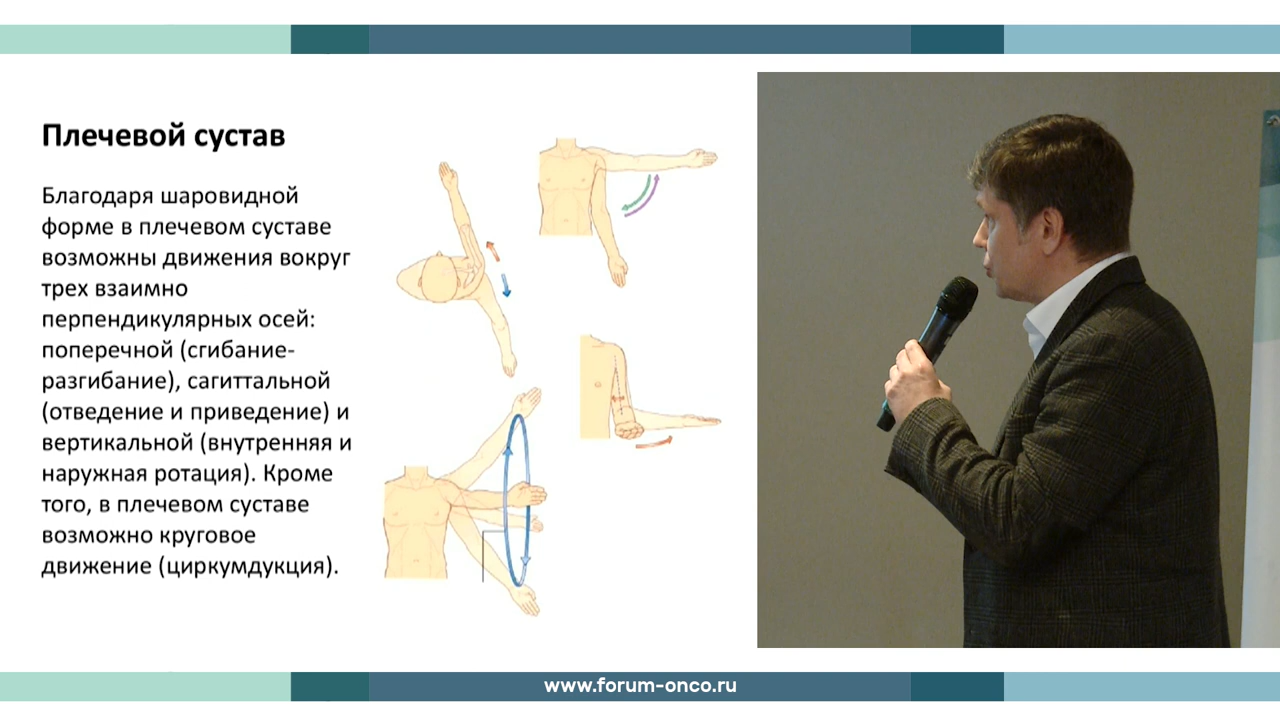 Плечевой сустав
Благодаря шаровидной
форме в плечевом суставе
возможны движения вокруг
трех взаимно
перпендикулярных осей:
поперечной (сгибание-
разгибание), сагиттальной
(отведение и приведение) и
вертикальной (внутренняя и
наружная ротация). Кроме
того, в плечевом суставе
возможно круговое
движение (циркумдукция).
www.forum-onco.ru